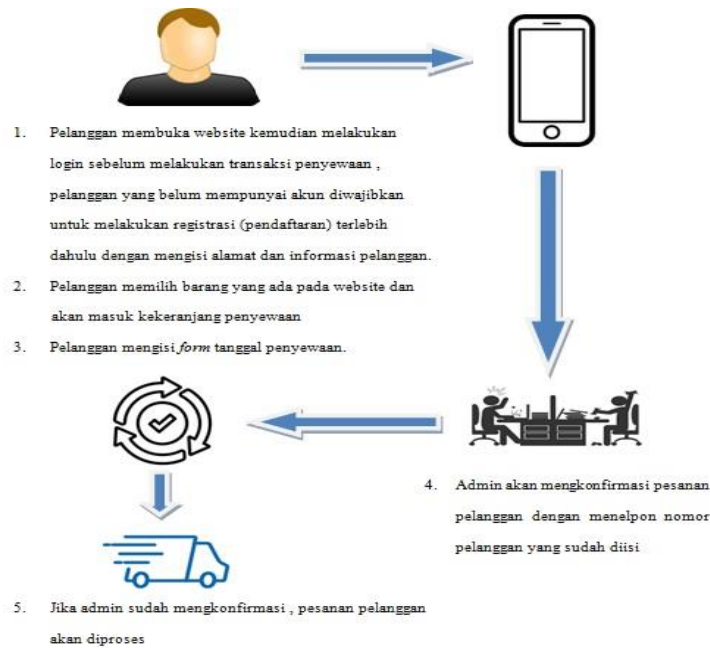 1. Pelanggan membuka website kemudian melakukan
login sebelum melakukan transaksi penyewaan ,
pelanggan yang belum mempunyai akun diwajibkan
untuk melakukan registrasi (pendaftaran) terlebih
dahulu dengan mengisi alamat dan informasi pelanggan.
2. Pelanggan memilih barang yang ada pada website dan
akan masuk kekeranjang penyewaan
3. Pelanggan mengisi form tanggal penyewaan.
4. Admin akan mengkonfirmasi pesanan
pelanggan dengan menelpon nomor
pelanggan yang sudah diisi
5. Jika admin sudah mengkonfirmasi , pesanan pelanggan
akan diproses